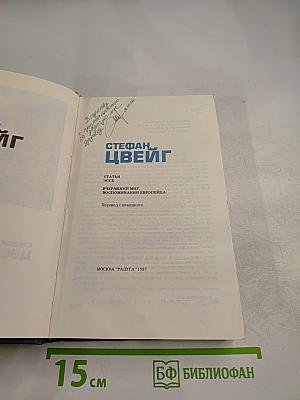 СТЕФАН
ЦВЕЙГ
СТАТЬИ
ЭССЕ
ВЧЕРАШНИЙ МИР.
ВОСПОМИНАНИЯ ЕВРОПЕЙЦА
Перевод с немецкого
МОСКВА "РАДУГА" 1987
15 см
БФ БИБЛИОФАН